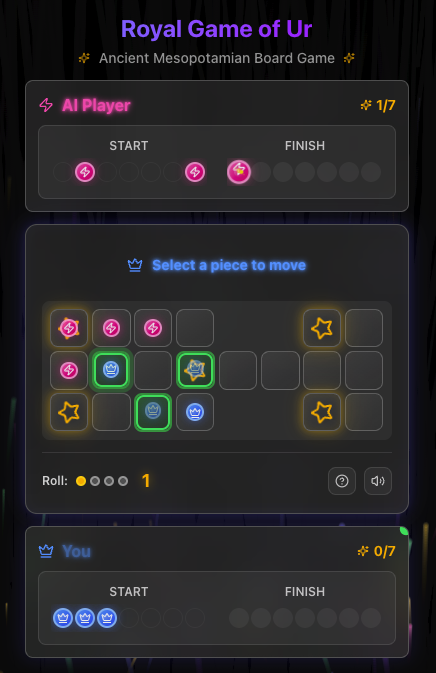 Royal Game of Ur
Ancient Mesopotamian Board Game
AI Player
1/7
START
FINISH
Select a piece to move
Roll:
1
You
0/7
START
FINISH